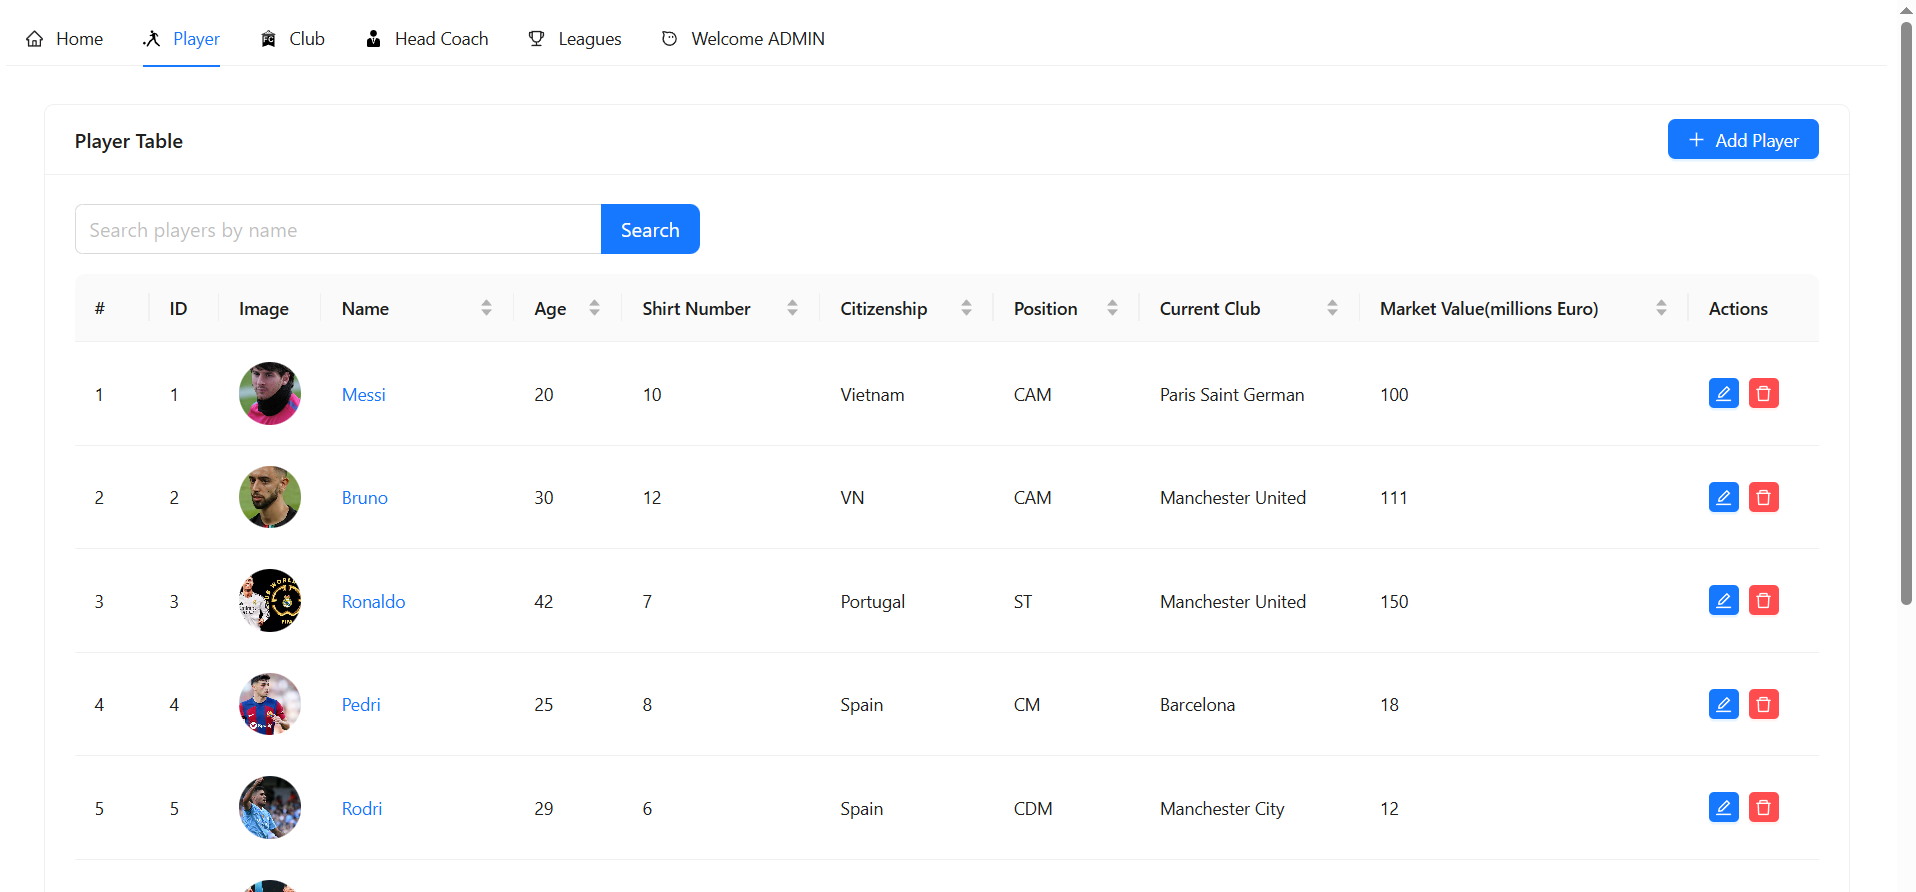 Home Player Club Head Coach Leagues Welcome ADMIN
Player Table
+ Add Player
Search players by name Search
# ID Image Name Age Shirt Number Citizenship Position Current Club Market Value(millions Euro) Actions
1 1 Messi 20 10 Vietnam CAM Paris Saint German 100
2 2 Bruno 30 12 VN CAM Manchester United 111
3 3 Ronaldo 42 7 Portugal ST Manchester United 150
4 4 Pedri 25 8 Spain CM Barcelona 18
5 5 Rodri 29 6 Spain CDM Manchester City 12